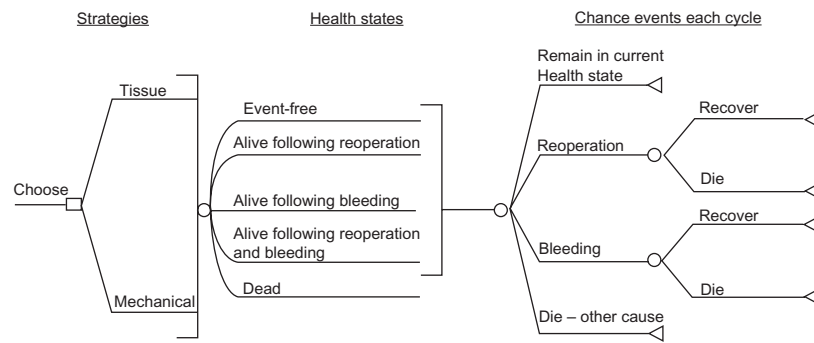 Strategies
Health states
Chance events each cycle
Choose
Tissue
Mechanical
Event-free
Alive following reoperation
Alive following bleeding
Alive following reoperation
and bleeding
Dead
Remain in current
Health state
Reoperation
Recover
Die
Bleeding
Recover
Die
Die – other cause